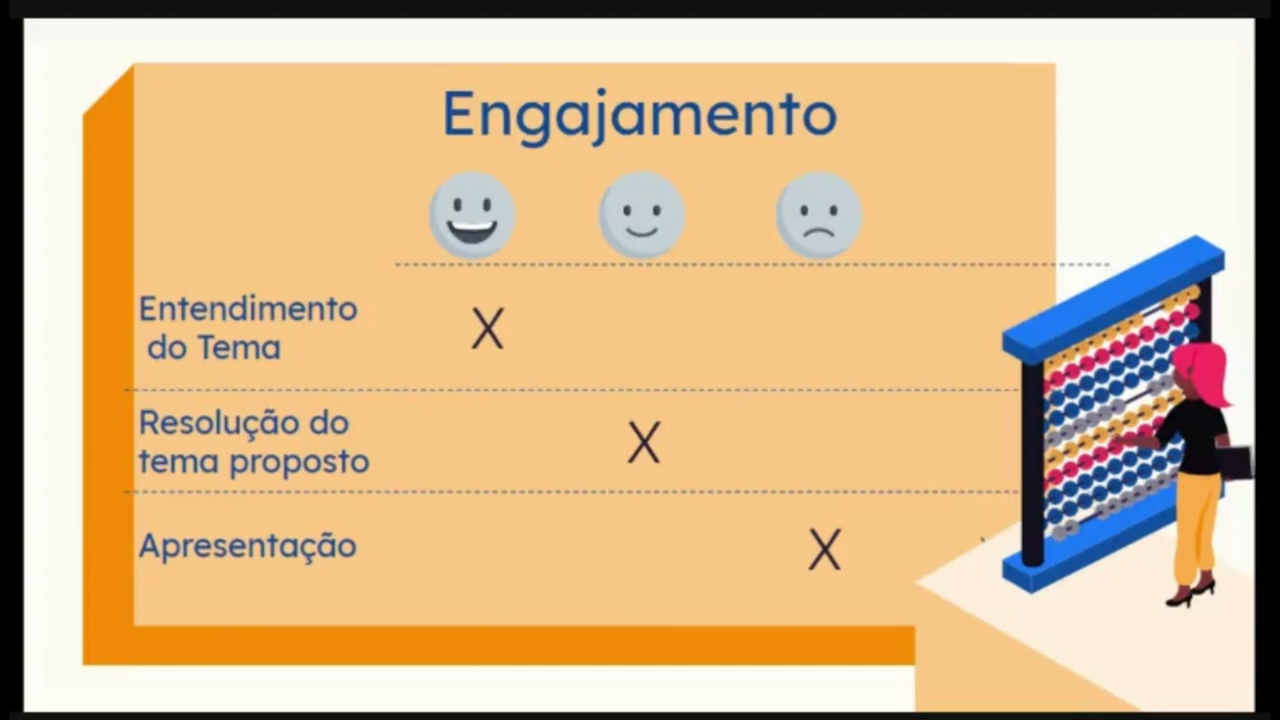 Engajamento
Entendimento
do Tema
X
Resolução do
tema proposto
X
Apresentação
X